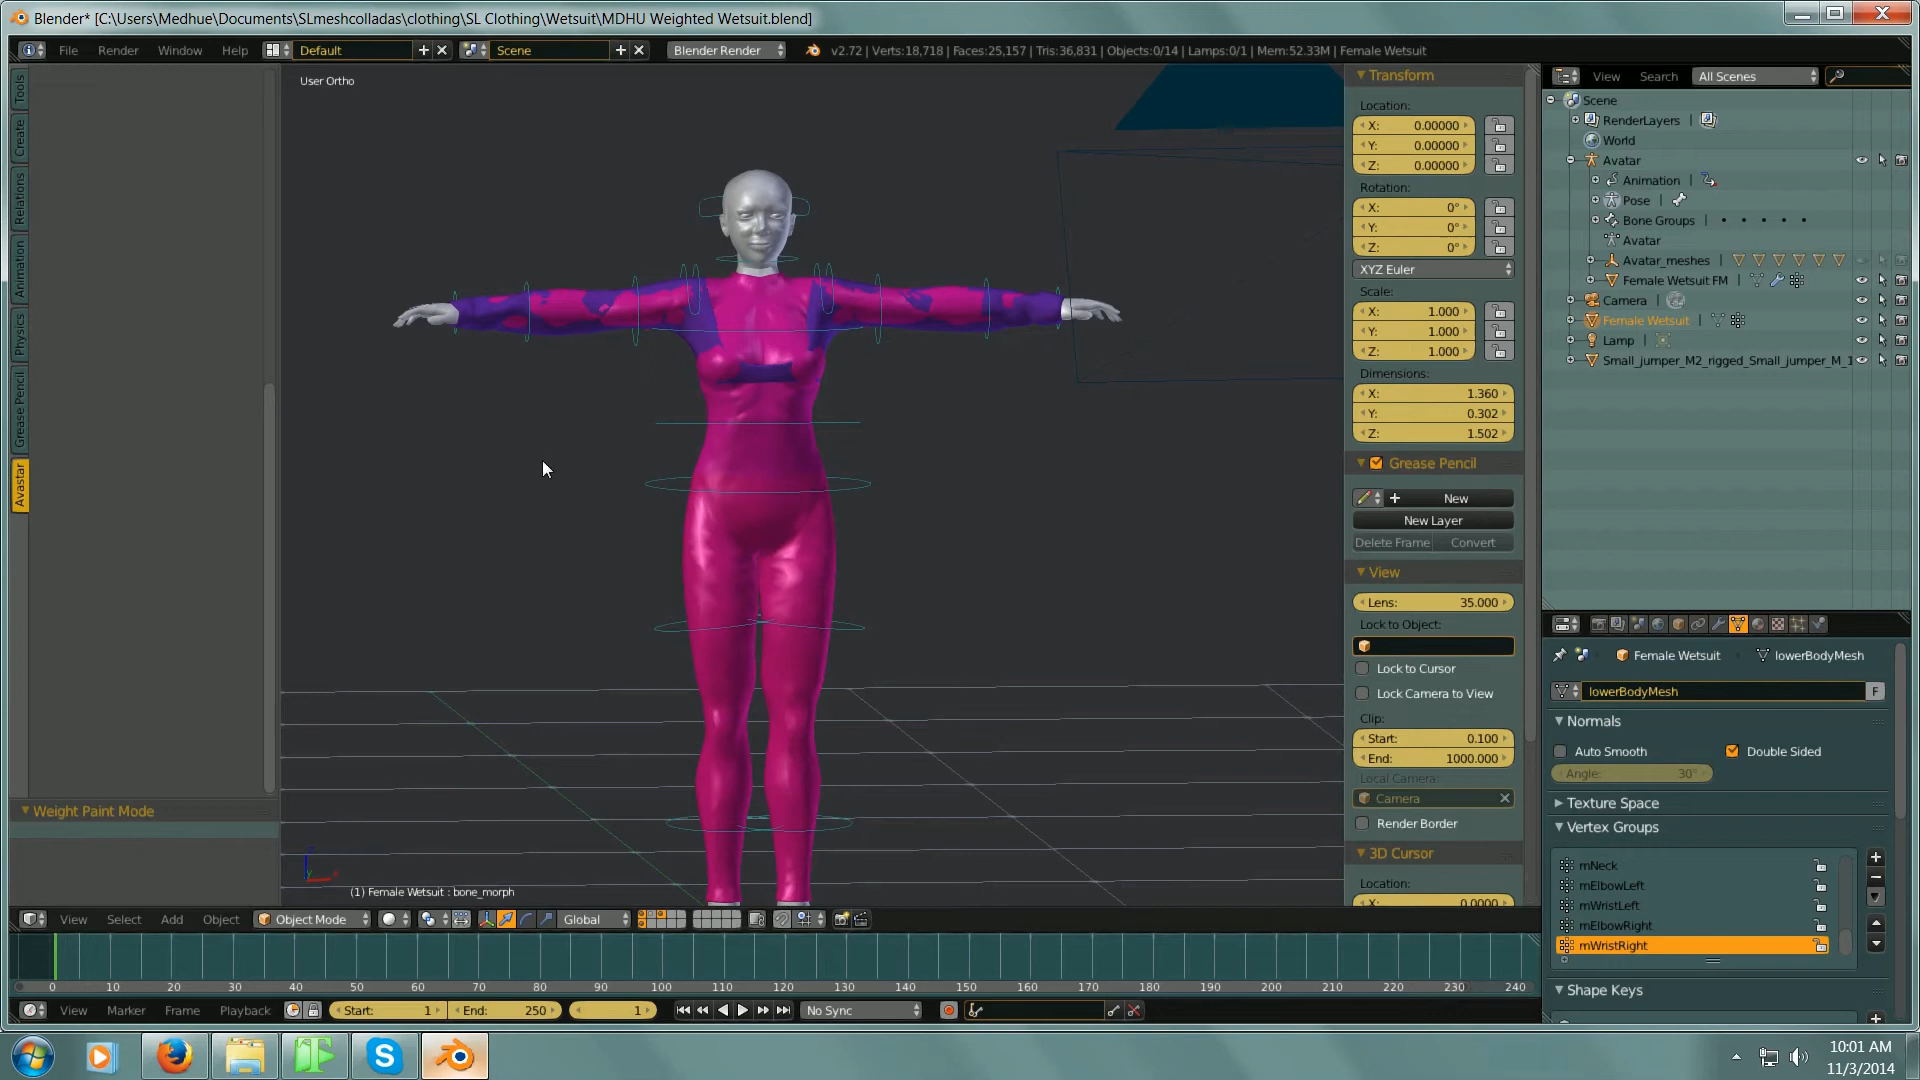 Blender* [C:\Users\Medhue\Documents\SLmeshcolladas\clothing\SL Clothing\Wetsuit\MDHU Weighted Wetsuit.blend]
File Render Window Help Default Scene Blender Render v2.72 | Verts:18,718 | Faces:25,157 | Tris:36,831 | Objects:0/14 | Lamps:0/1 | Mem:52.33M | Female Wetsuit
Tools
Create
Relations
Animation
Physics
Grease Pencil
Avastar
Weight Paint Mode
User Ortho
(1) Female Wetsuit : bone_morph
Transform
Location:
X: 0.00000
Y: 0.00000
Z: 0.00000
Rotation:
X: 0°
Y: 0°
Z: 0°
XYZ Euler
Scale:
X: 1.000
Y: 1.000
Z: 1.000
Dimensions:
X: 1.360
Y: 0.302
Z: 1.502
Grease Pencil
New
New Layer
Delete Frame Convert
View
Lens: 35.000
Lock to Object:
Lock to Cursor
Lock Camera to View
Clip:
Start: 0.100
End: 1000.000
Local Camera:
Camera
Render Border
3D Cursor
Location:
X: 0.0000
View Search All Scenes
Scene
RenderLayers |
World
Avatar
Animation |
Pose |
Bone Groups |
Avatar
Avatar_meshes |
Female Wetsuit FM |
Camera |
Female Wetsuit |
Lamp |
Small_jumper_M2_rigged_Small_jumper_M_1
Female Wetsuit lowerBodyMesh
lowerBodyMesh F
Normals
Auto Smooth Double Sided
Angle: 30°
Texture Space
Vertex Groups
mNeck
mElbowLeft
mWristLeft
mElbowRight
mWristRight
Shape Keys
View Select Add Object Object Mode Global
0 10 20 30 40 50 60 70 80 90 100 110 120 130 140 150 160 170 180 190 200 210 220 230 240
View Marker Frame Playback Start: 1 End: 250 1 No Sync
10:01 AM
11/3/2014